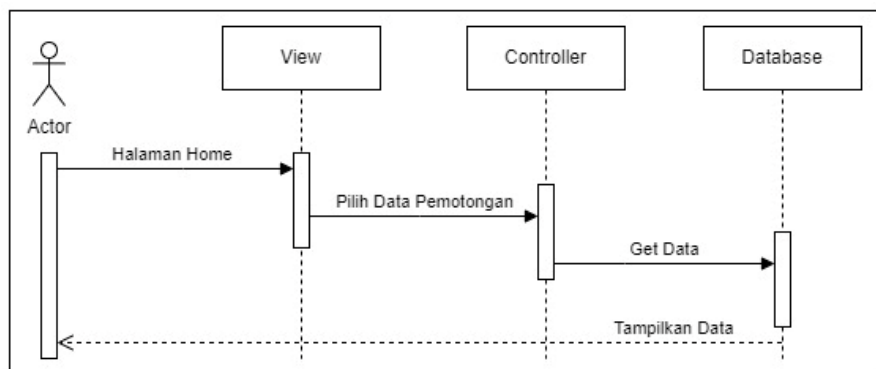 View
Controller
Database
Actor
Halaman Home
Pilih Data Pemotongan
Get Data
Tampilkan Data